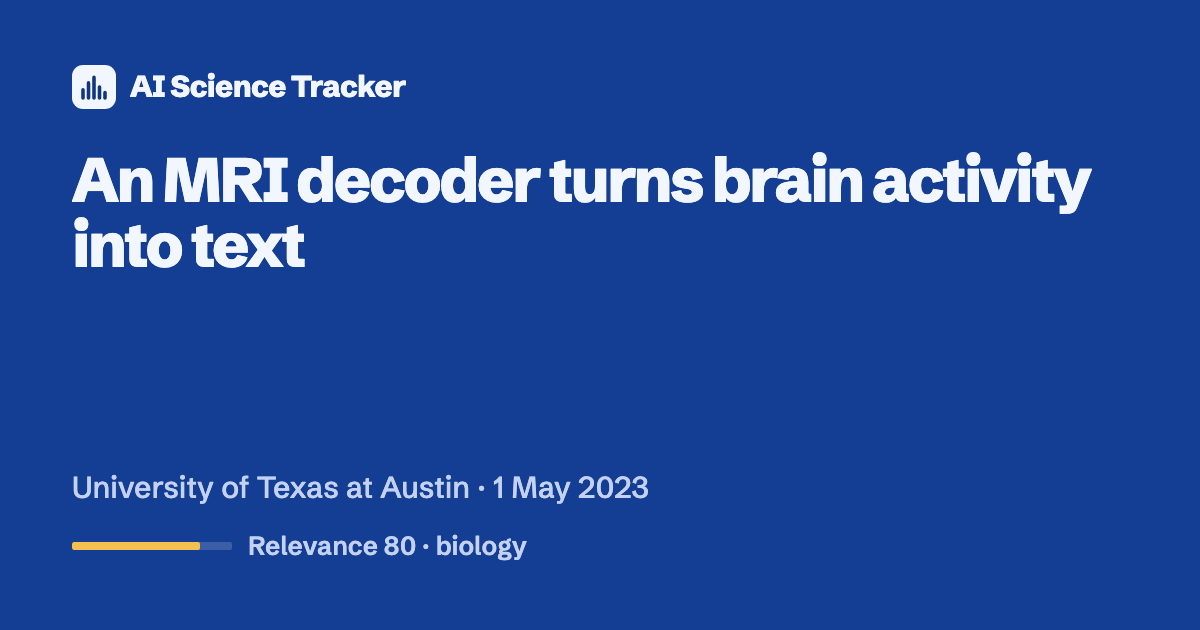 AI Science Tracker
An MRI decoder turns brain activity
into text
University of Texas at Austin · 1 May 2023
Relevance 80 · biology